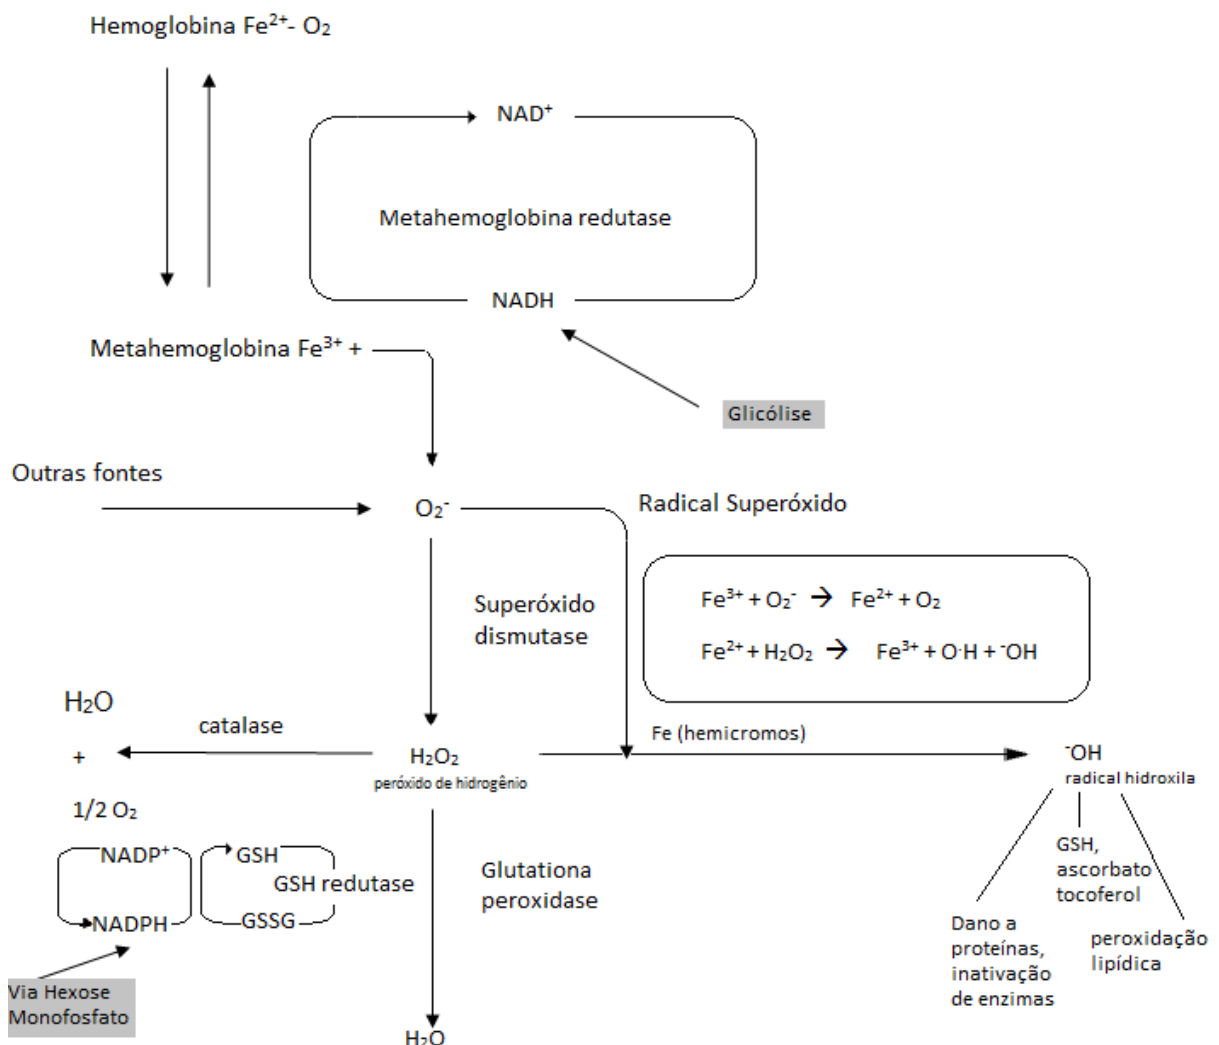 Hemoglobina Fe²⁺- O₂
NAD⁺
Metahemoglobina redutase
NADH
Metahemoglobina Fe³⁺ +
Glicólise
Outras fontes
O₂⁻
Radical Superóxido
Fe³⁺ + O₂⁻ → Fe²⁺ + O₂
Fe²⁺ + H₂O₂ → Fe³⁺ + O·H + ⁻OH
Superóxido
dismutase
H₂O
+
1/2 O₂
catalase
H₂O₂
peróxido de hidrogênio
Fe (hemicromos)
⁻OH
radical hidroxila
NADP⁺
NADPH
GSH
GSH redutase
GSSG
Glutationa
peroxidase
GSH,
ascorbato
tocoferol
Dano a
proteínas,
inativação
de enzimas
peroxidação
lipídica
Via Hexose
Monofosfato
H₂O